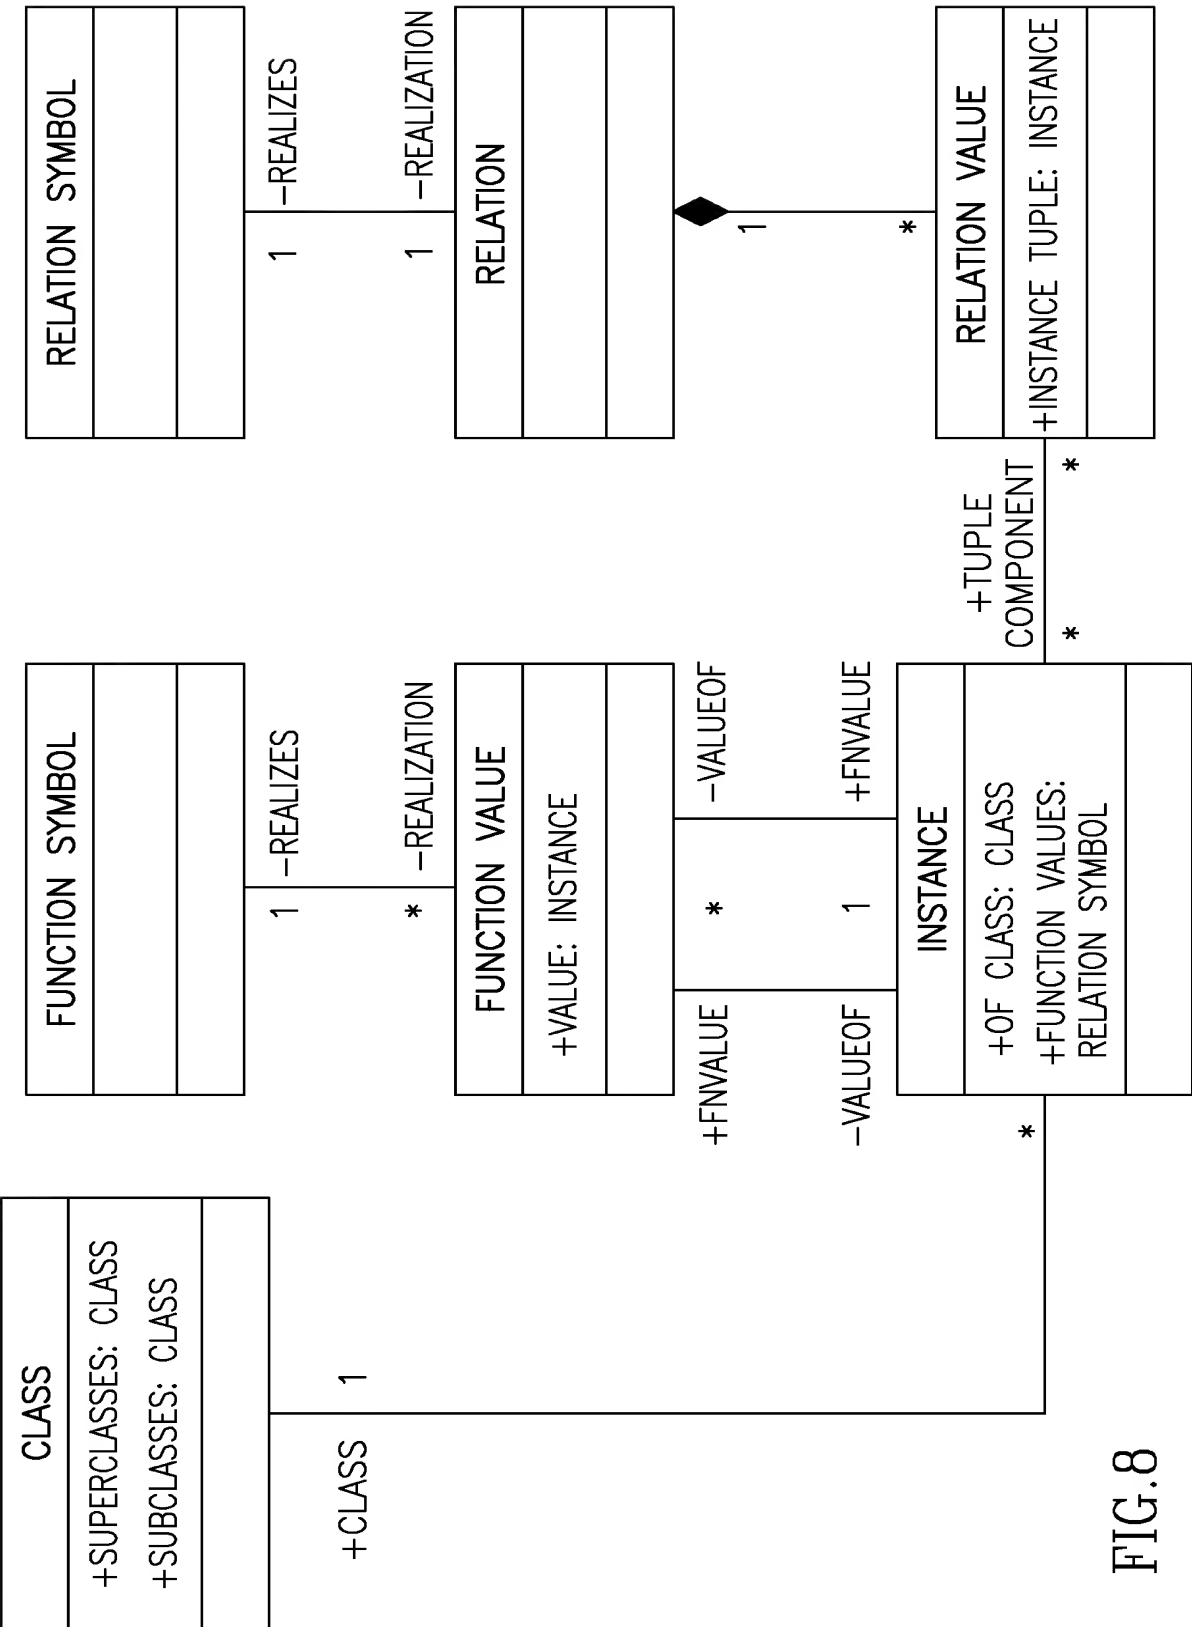 CLASS
+SUPERCLASSES: CLASS
+SUBCLASSES: CLASS
+CLASS
1
*
FUNCTION SYMBOL
1
−REALIZES
*
−REALIZATION
FUNCTION VALUE
+VALUE: INSTANCE
+FNVALUE
*
−VALUEOF
−VALUEOF
1
+FNVALUE
INSTANCE
+OF CLASS: CLASS
+FUNCTION VALUES:
RELATION SYMBOL
+TUPLE
COMPONENT
*
*
RELATION SYMBOL
1
−REALIZES
1
−REALIZATION
RELATION
1
*
RELATION VALUE
+INSTANCE TUPLE: INSTANCE
FIG.8